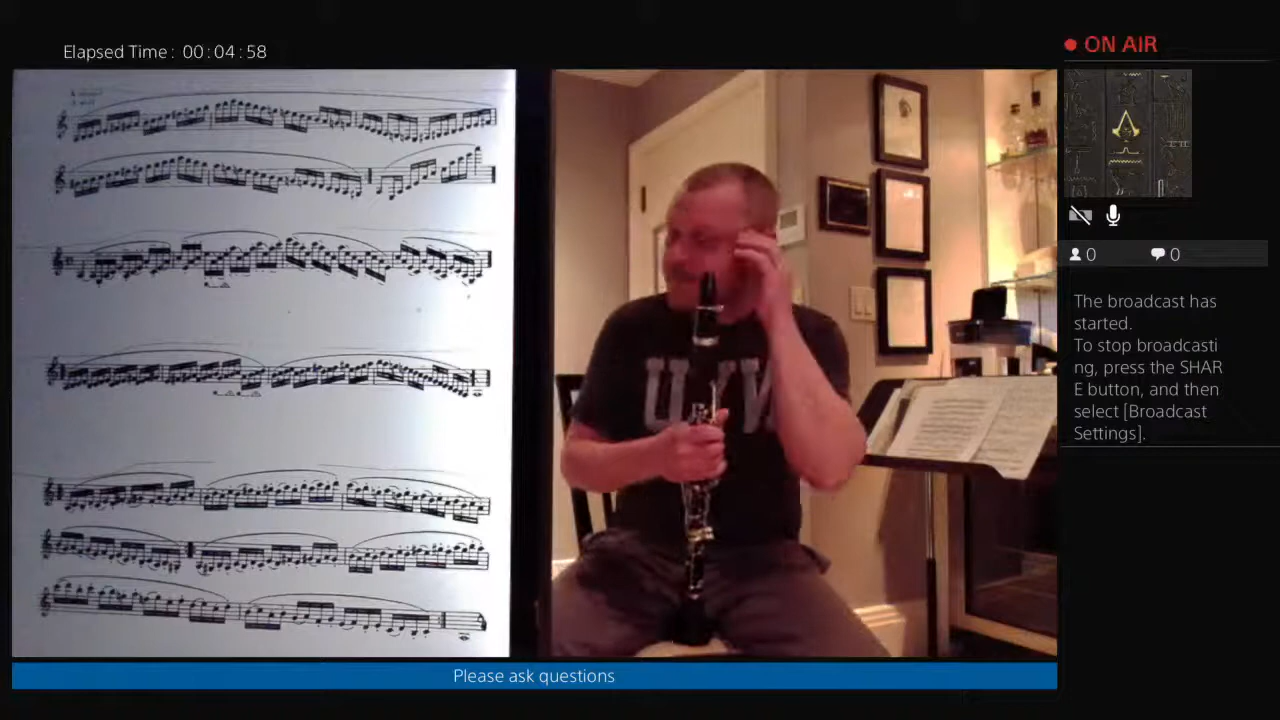 Elapsed Time: 00:04:58
ON AIR
0
0
The broadcast has
started.
To stop broadcasti
ng, press the SHAR
E button, and then
select [Broadcast
Settings].
Please ask questions